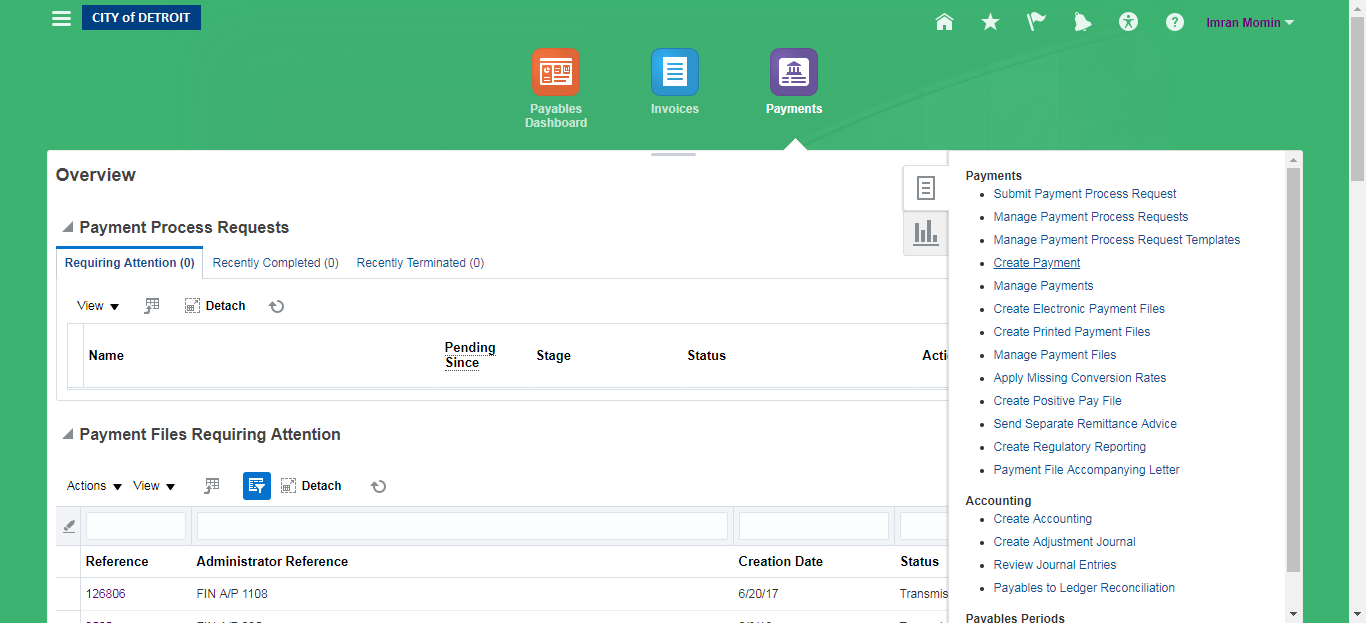 CITY of DETROIT
Imran Momin
Payables
Dashboard
Invoices
Payments
Overview
Payment Process Requests
Requiring Attention (0)
Recently Completed (0)
Recently Terminated (0)
View
Detach
Name
Pending
Since
Stage
Status
Acti
Payment Files Requiring Attention
Actions
View
Detach
Reference
Administrator Reference
Creation Date
Status
126806
FIN A/P 1108
6/20/17
Transmis
Payments
Submit Payment Process Request
Manage Payment Process Requests
Manage Payment Process Request Templates
Create Payment
Manage Payments
Create Electronic Payment Files
Create Printed Payment Files
Manage Payment Files
Apply Missing Conversion Rates
Create Positive Pay File
Send Separate Remittance Advice
Create Regulatory Reporting
Payment File Accompanying Letter
Accounting
Create Accounting
Create Adjustment Journal
Review Journal Entries
Payables to Ledger Reconciliation
Payables Periods